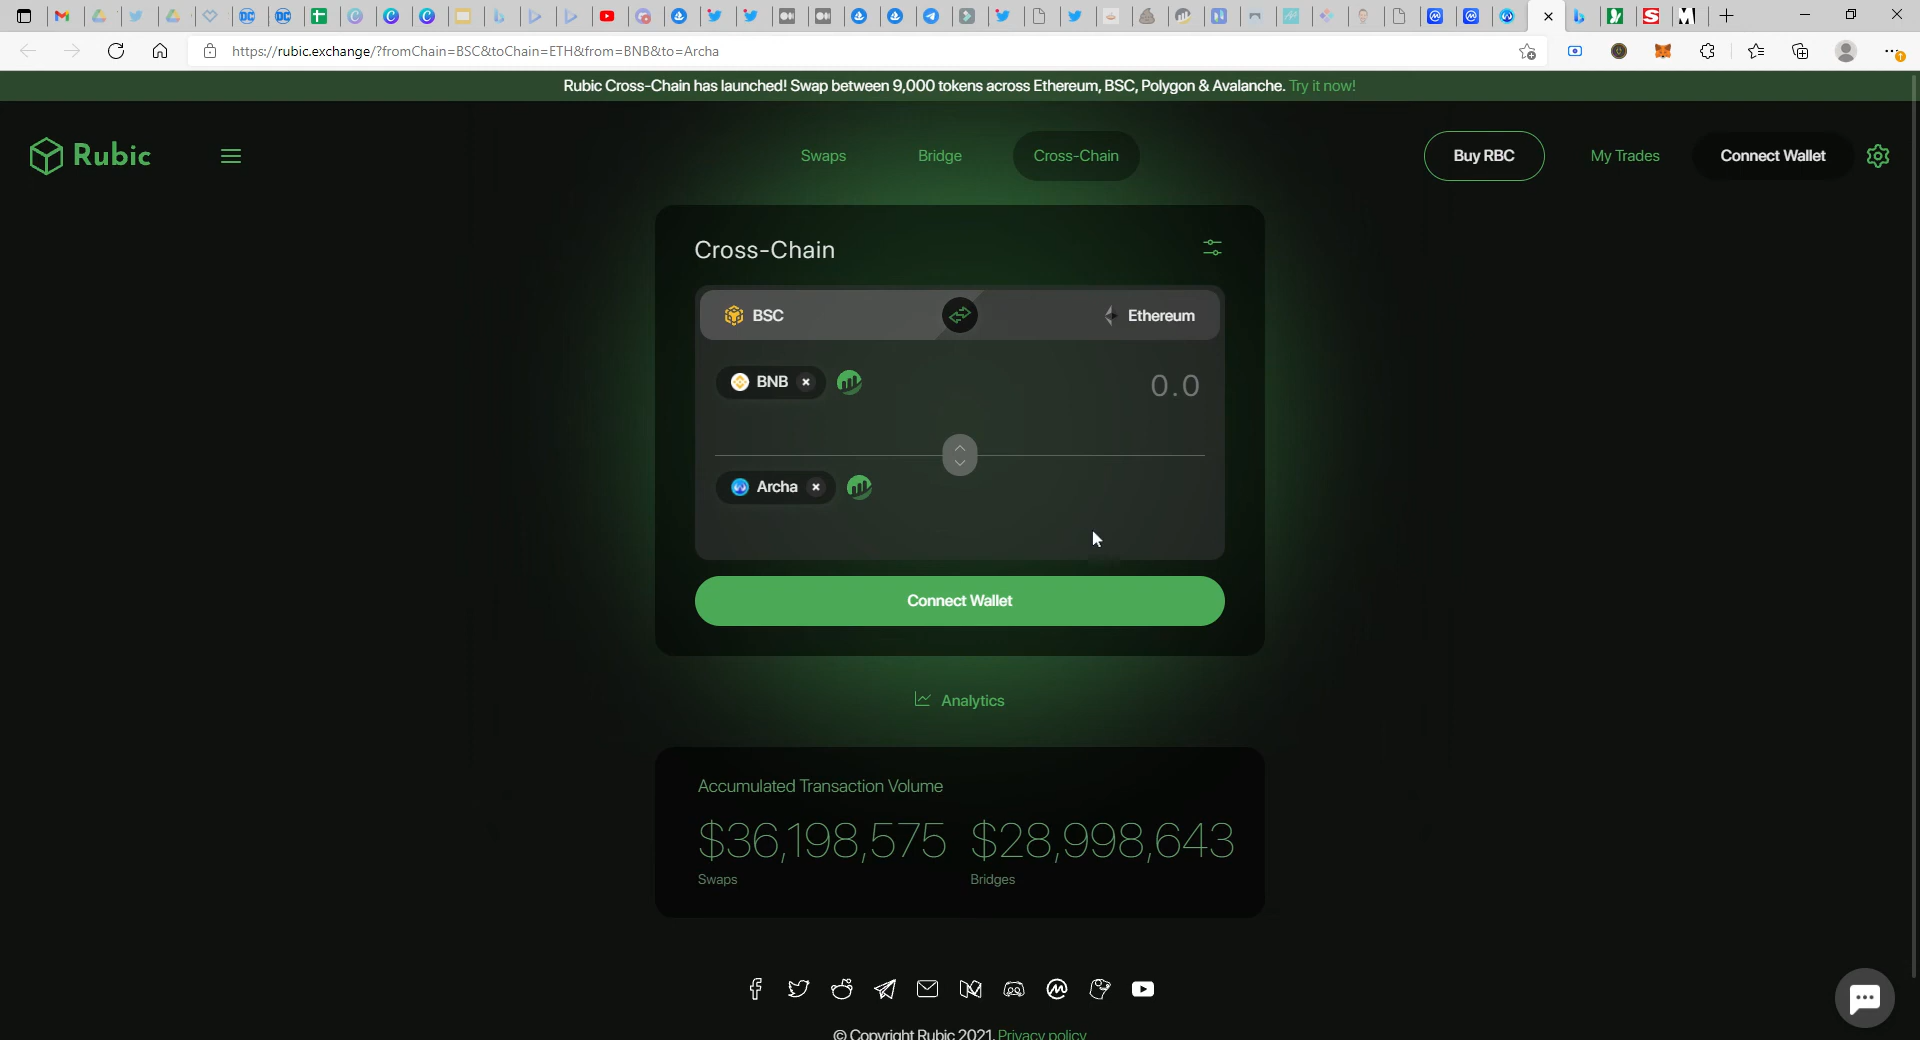 https://rubic.exchange/?fromChain=BSC&toChain=ETH&from=BNB&to=Archa
Rubic Cross-Chain has launched! Swap between 9,000 tokens across Ethereum, BSC, Polygon & Avalanche. Try it now!
Rubic
Swaps
Bridge
Cross-Chain
Buy RBC
My Trades
Connect Wallet
Cross-Chain
BSC
Ethereum
BNB
0.0
Archa
Connect Wallet
Analytics
Accumulated Transaction Volume
$36,198,575 $28,998,643
Swaps
Bridges
© Copyright Rubic 2021. Privacy policy